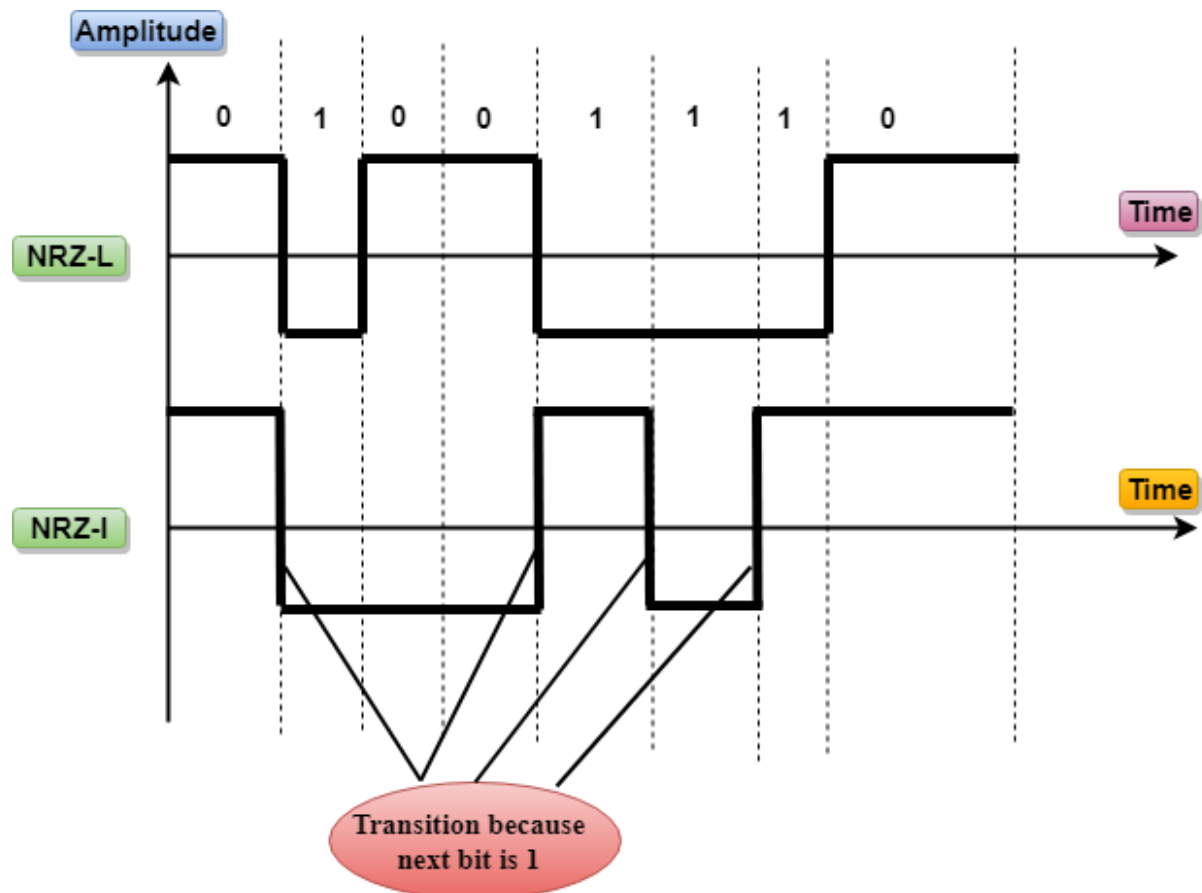 Amplitude
0 1 0 0 1 1 1 0
Time
NRZ-L
Time
NRZ-I
Transition because
next bit is 1